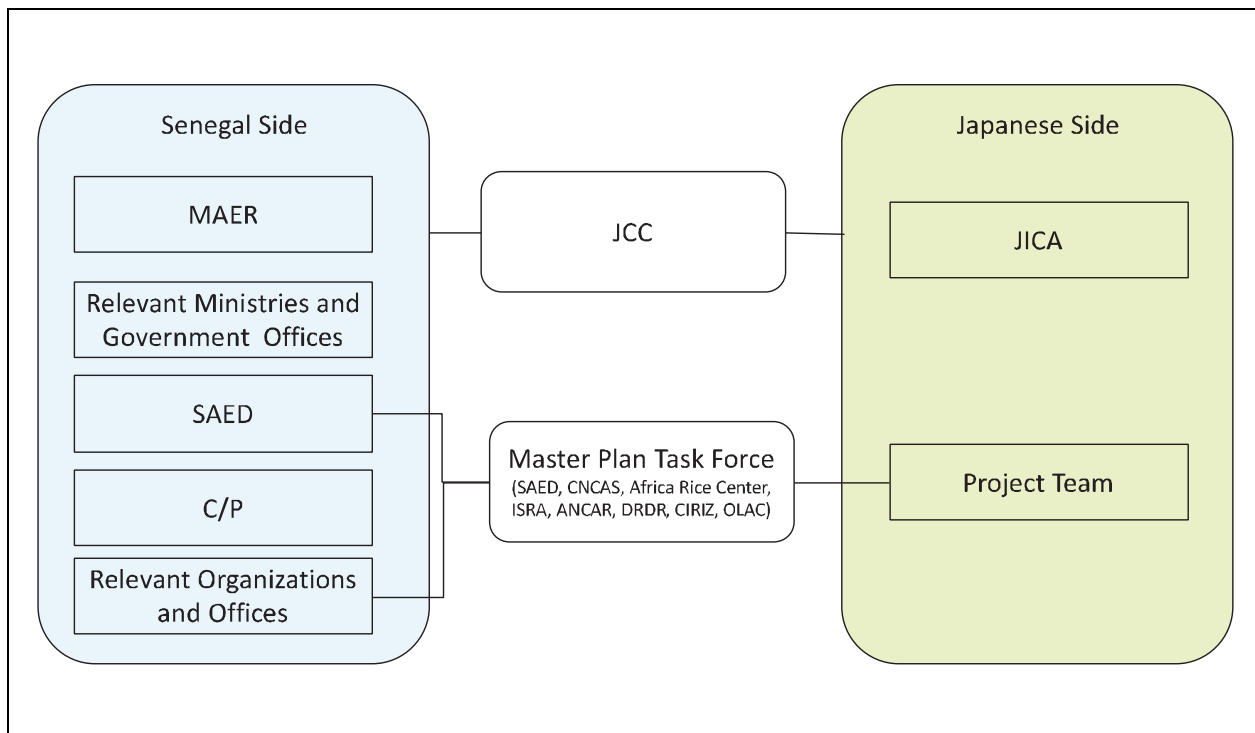 Senegal Side
MAER
Relevant Ministries and
Government Offices
SAED
C/P
Relevant Organizations
and Offices
JCC
Master Plan Task Force
(SAED, CNCAS, Africa Rice Center,
ISRA, ANCAR, DRDR, CIRIZ, OLAC)
Japanese Side
JICA
Project Team